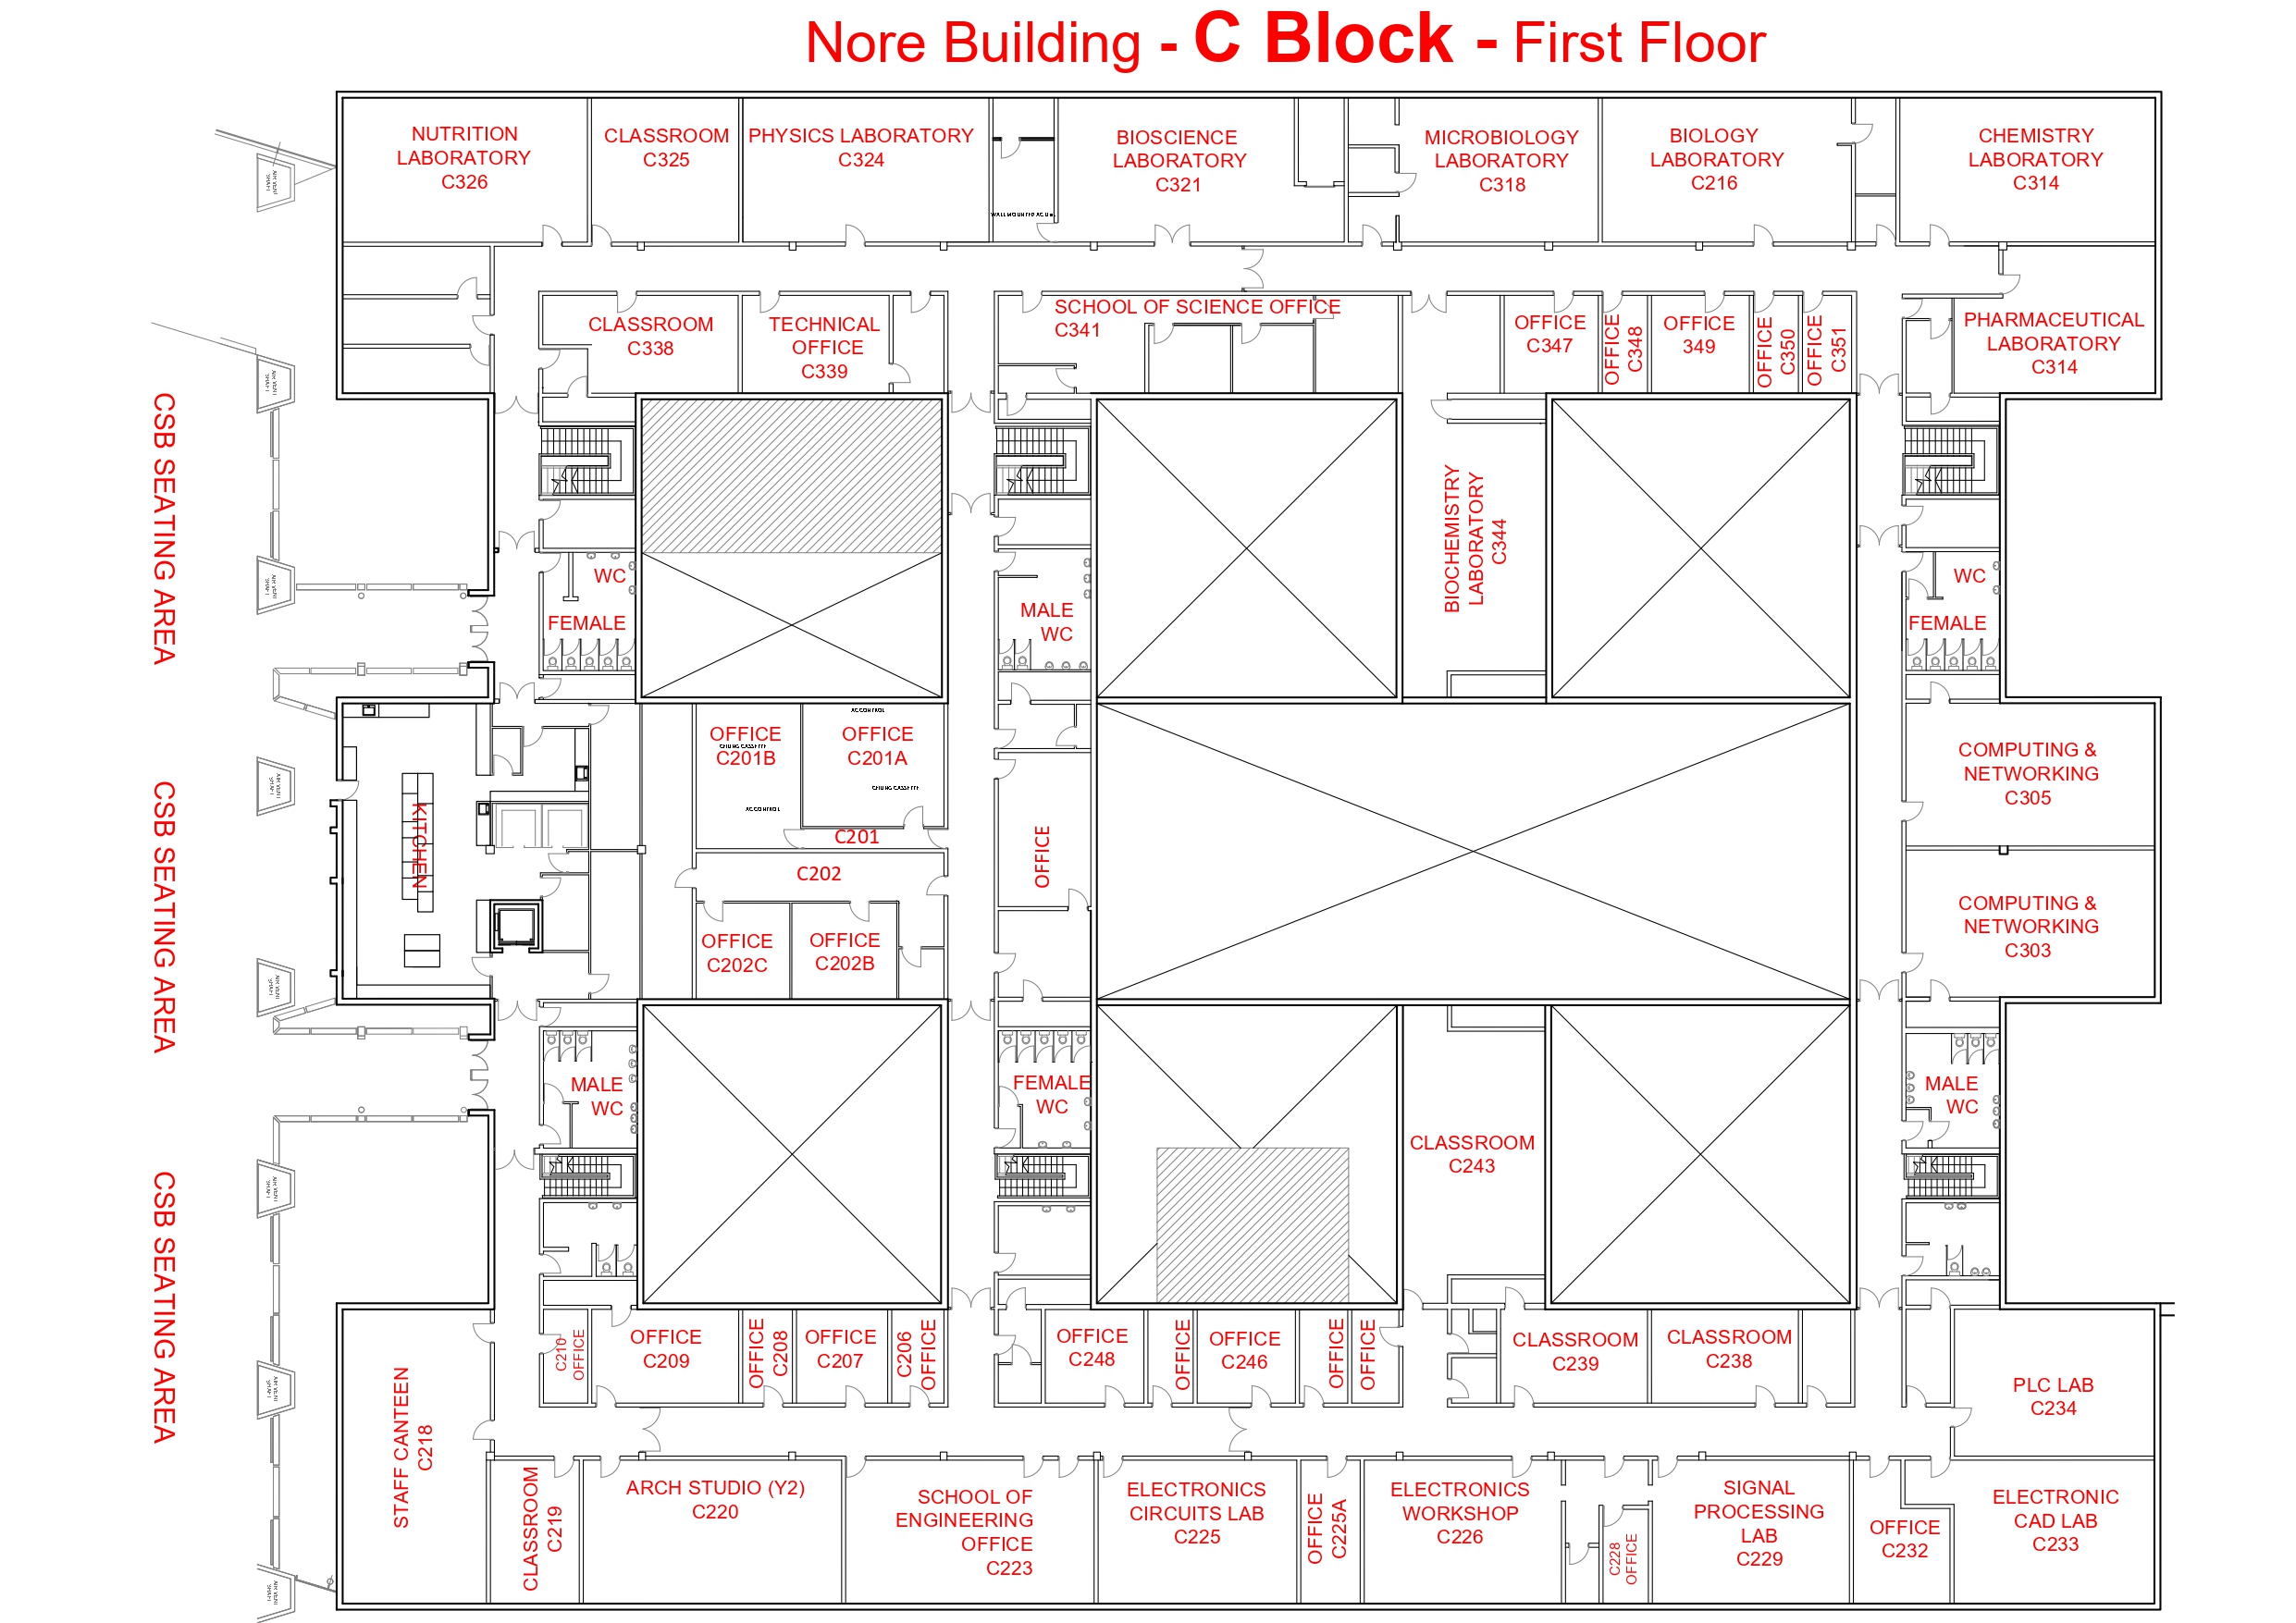 Nore Building - C Block - First Floor
NUTRITION
LABORATORY
C326
CLASSROOM
C325
PHYSICS LABORATORY
C324
BIOSCIENCE
LABORATORY
C321
MICROBIOLOGY
LABORATORY
C318
BIOLOGY
LABORATORY
C216
CHEMISTRY
LABORATORY
C314
CLASSROOM
C338
TECHNICAL
OFFICE
C339
SCHOOL OF SCIENCE OFFICE
C341
OFFICE
C347
OFFICE
C348
OFFICE
349
OFFICE
C350
OFFICE
C351
PHARMACEUTICAL
LABORATORY
C314
CSB SEATING AREA
BIOCHEMISTRY
LABORATORY
C344
WC
FEMALE
MALE
WC
WC
FEMALE
AC CONTROL
OFFICE
C201B
OFFICE
C201A
AC CONTROL
C201
C202
OFFICE
C202C
OFFICE
C202B
KITCHEN
CSB SEATING AREA
OFFICE
COMPUTING &
NETWORKING
C305
COMPUTING &
NETWORKING
C303
MALE
WC
FEMALE
WC
MALE
WC
CLASSROOM
C243
CSB SEATING AREA
C210
OFFICE
OFFICE
C209
OFFICE
C208
OFFICE
C207
C206
OFFICE
OFFICE
C248
OFFICE
OFFICE
C246
OFFICE
OFFICE
CLASSROOM
C239
CLASSROOM
C238
PLC LAB
C234
STAFF CANTEEN
C218
CLASSROOM
C219
ARCH STUDIO (Y2)
C220
SCHOOL OF
ENGINEERING
OFFICE
C223
ELECTRONICS
CIRCUITS LAB
C225
OFFICE
C225A
ELECTRONICS
WORKSHOP
C226
C228
OFFICE
SIGNAL
PROCESSING
LAB
C229
OFFICE
C232
ELECTRONIC
CAD LAB
C233